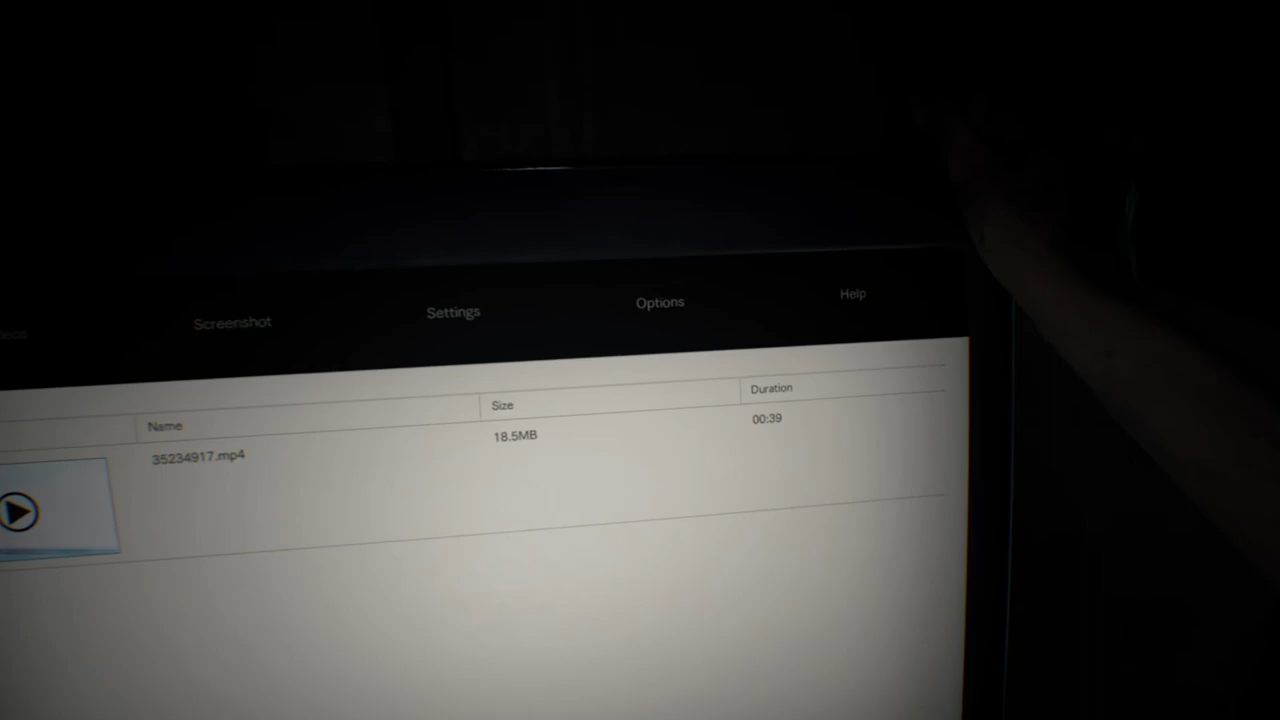 Screenshot Settings Options Help
Name Size Duration
35234917.mp4 18.5MB 00:39